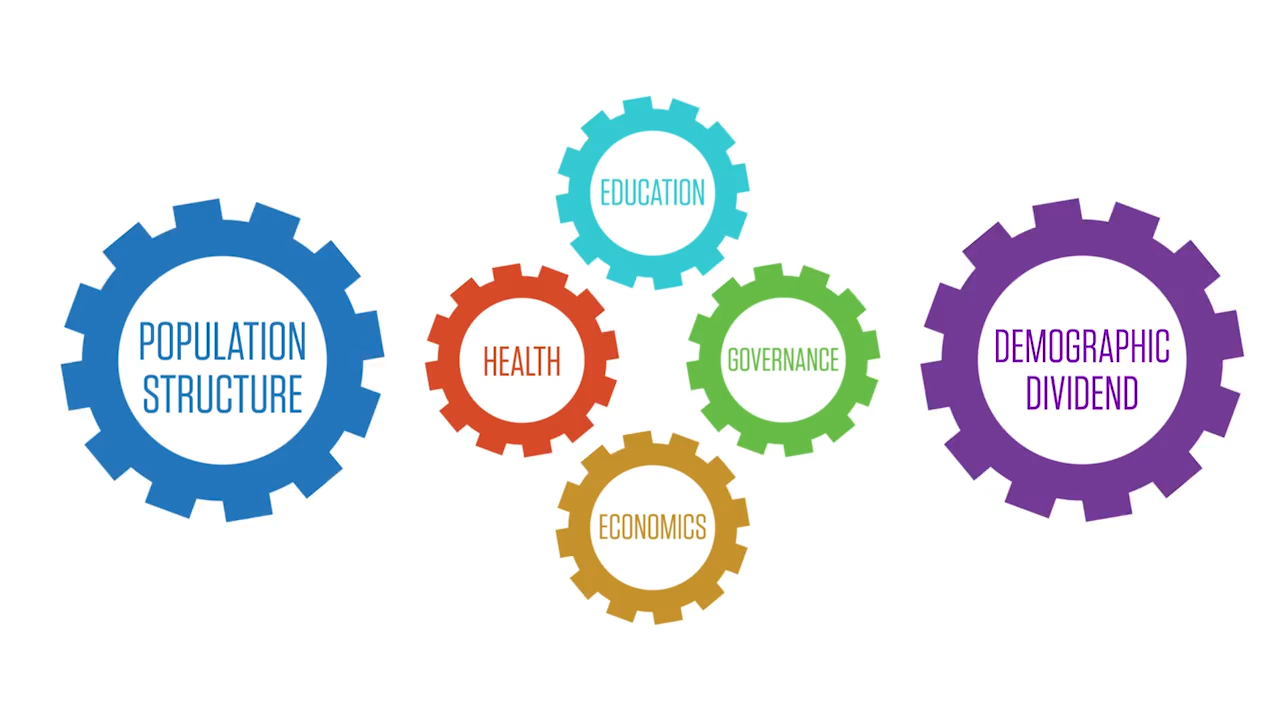 POPULATION
STRUCTURE
EDUCATION
HEALTH
GOVERNANCE
ECONOMICS
DEMOGRAPHIC
DIVIDEND